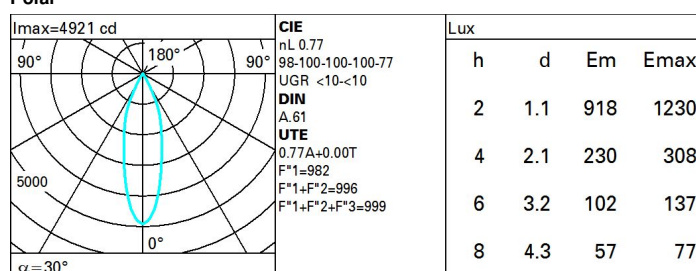 Polar
Imax=4921 cd
90° 180° 90°
5000
0°
α=30°
CIE
nL 0.77
98-100-100-100-77
UGR <10-<10
DIN
A.61
UTE
0.77A+0.00T
F"1=982
F"1+F"2=996
F"1+F"2+F"3=999
Lux
h d Em Emax
2 1.1 918 1230
4 2.1 230 308
6 3.2 102 137
8 4.3 57 77